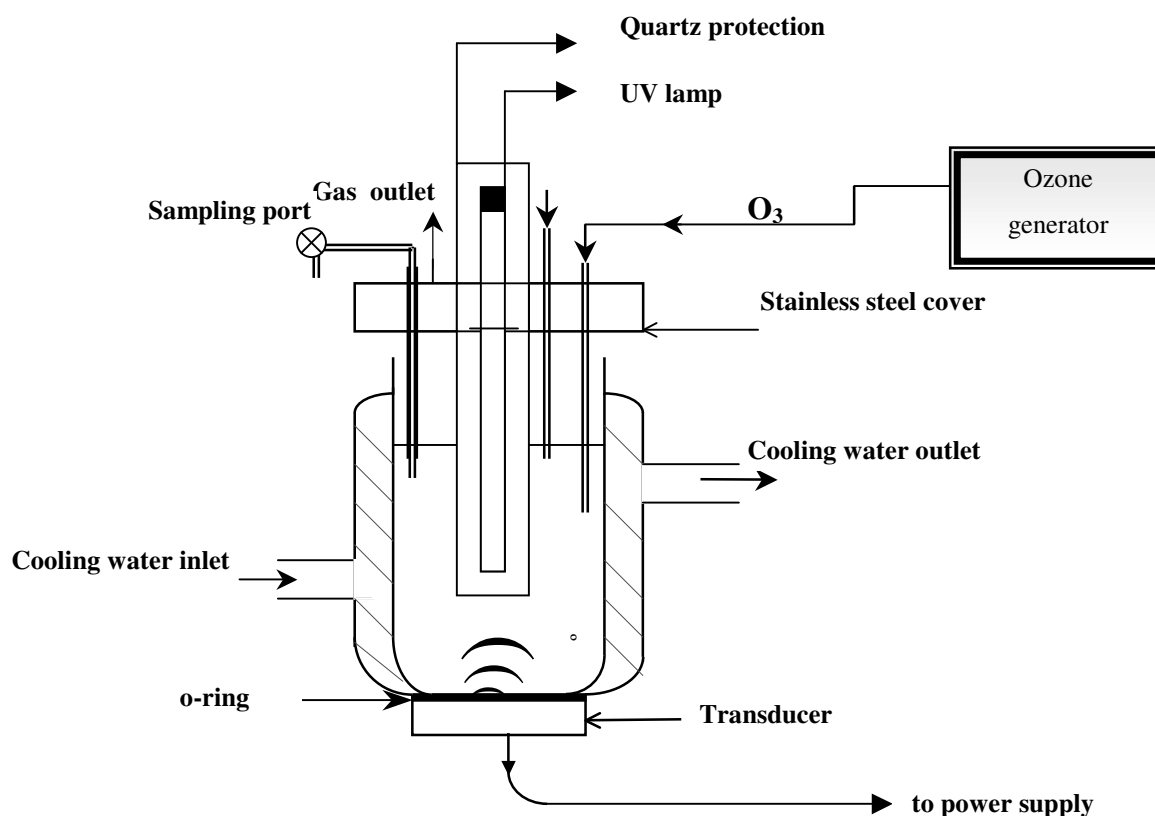 Quartz protection
UV lamp
Ozone
generator
Gas outlet
Sampling port
O₃
Stainless steel cover
Cooling water outlet
Cooling water inlet
o-ring
Transducer
to power supply